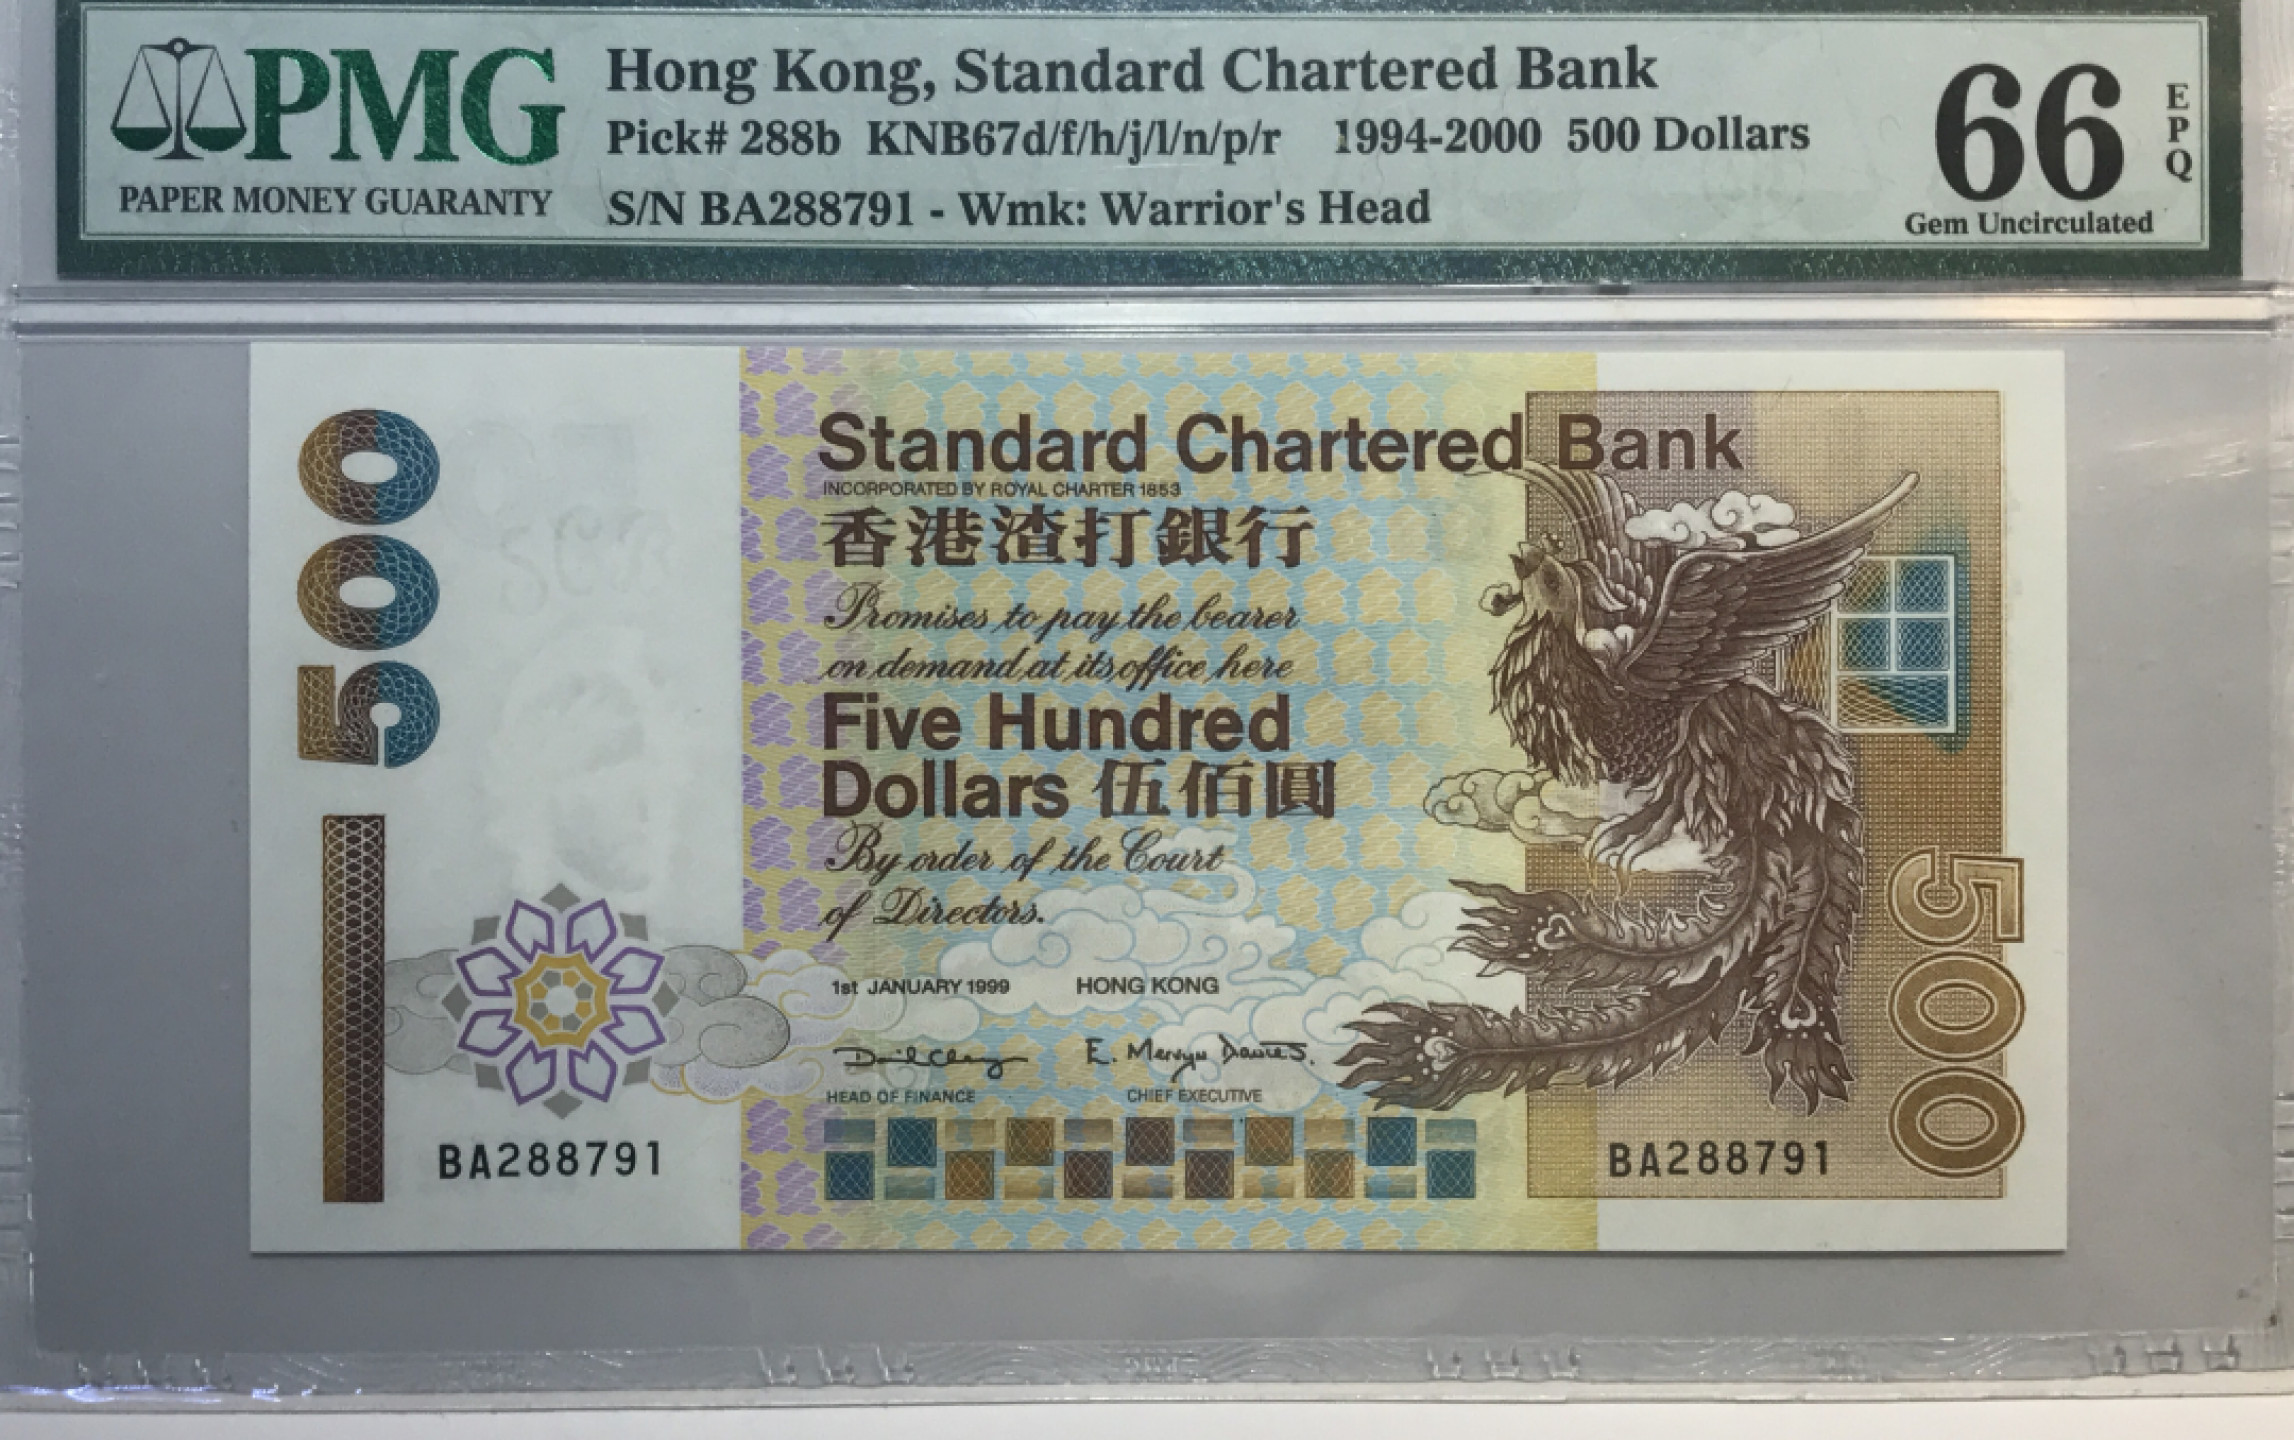 PMG
PAPER MONEY GUARANTY
Hong Kong, Standard Chartered Bank
Pick# 288b KNB67d/f/h/j/l/n/p/r 1994-2000 500 Dollars
S/N BA288791 - Wmk: Warrior's Head
66
EPQ
Gem Uncirculated
500
Standard Chartered Bank
INCORPORATED BY ROYAL CHARTER 1853
香港渣打銀行
Promises to pay the bearer
on demand at its office here
Five Hundred
Dollars 伍佰圓
By order of the Court
of Directors.
1st JANUARY 1999 HONG KONG
E. Mervyn Davies.
HEAD OF FINANCE CHIEF EXECUTIVE
BA288791
BA288791
500